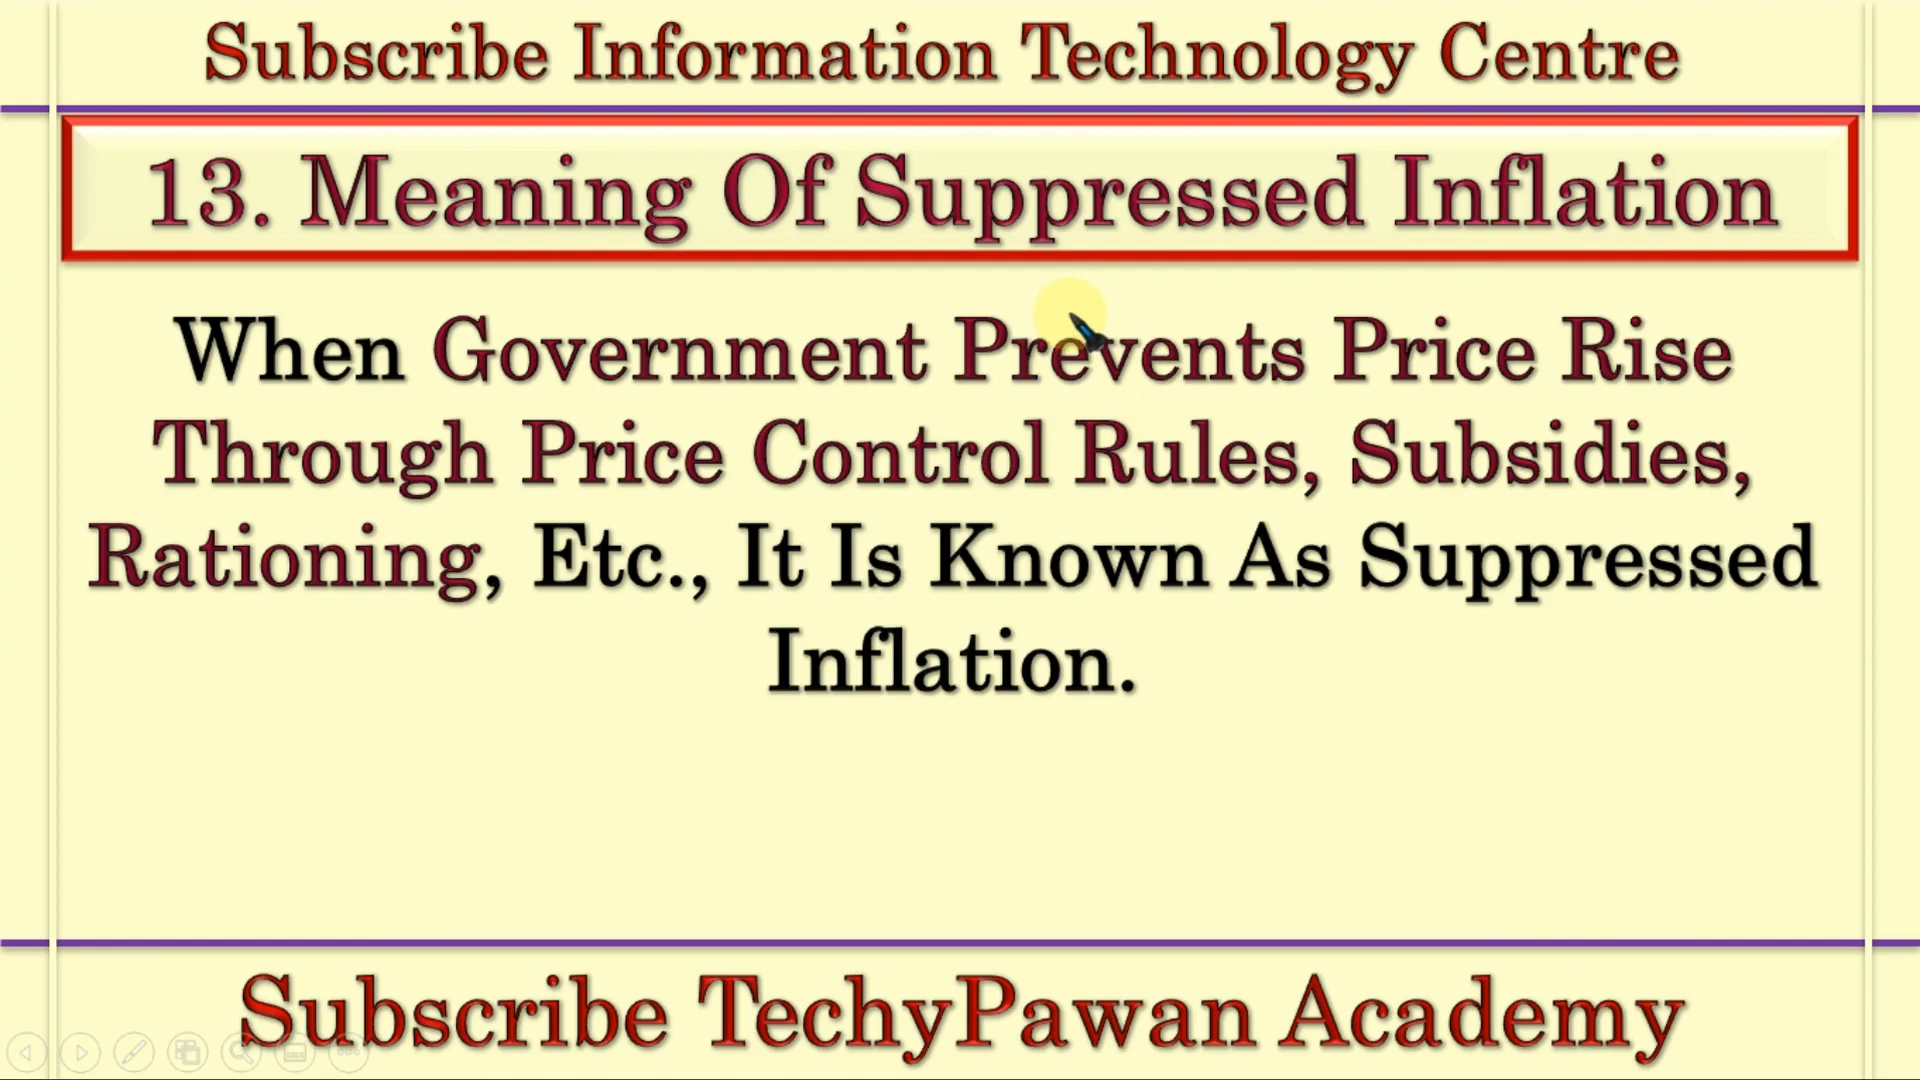 Subscribe Information Technology Centre
13. Meaning Of Suppressed Inflation
When Government Prevents Price Rise
Through Price Control Rules, Subsidies,
Rationing, Etc., It Is Known As Suppressed
Inflation.
Subscribe TechyPawan Academy